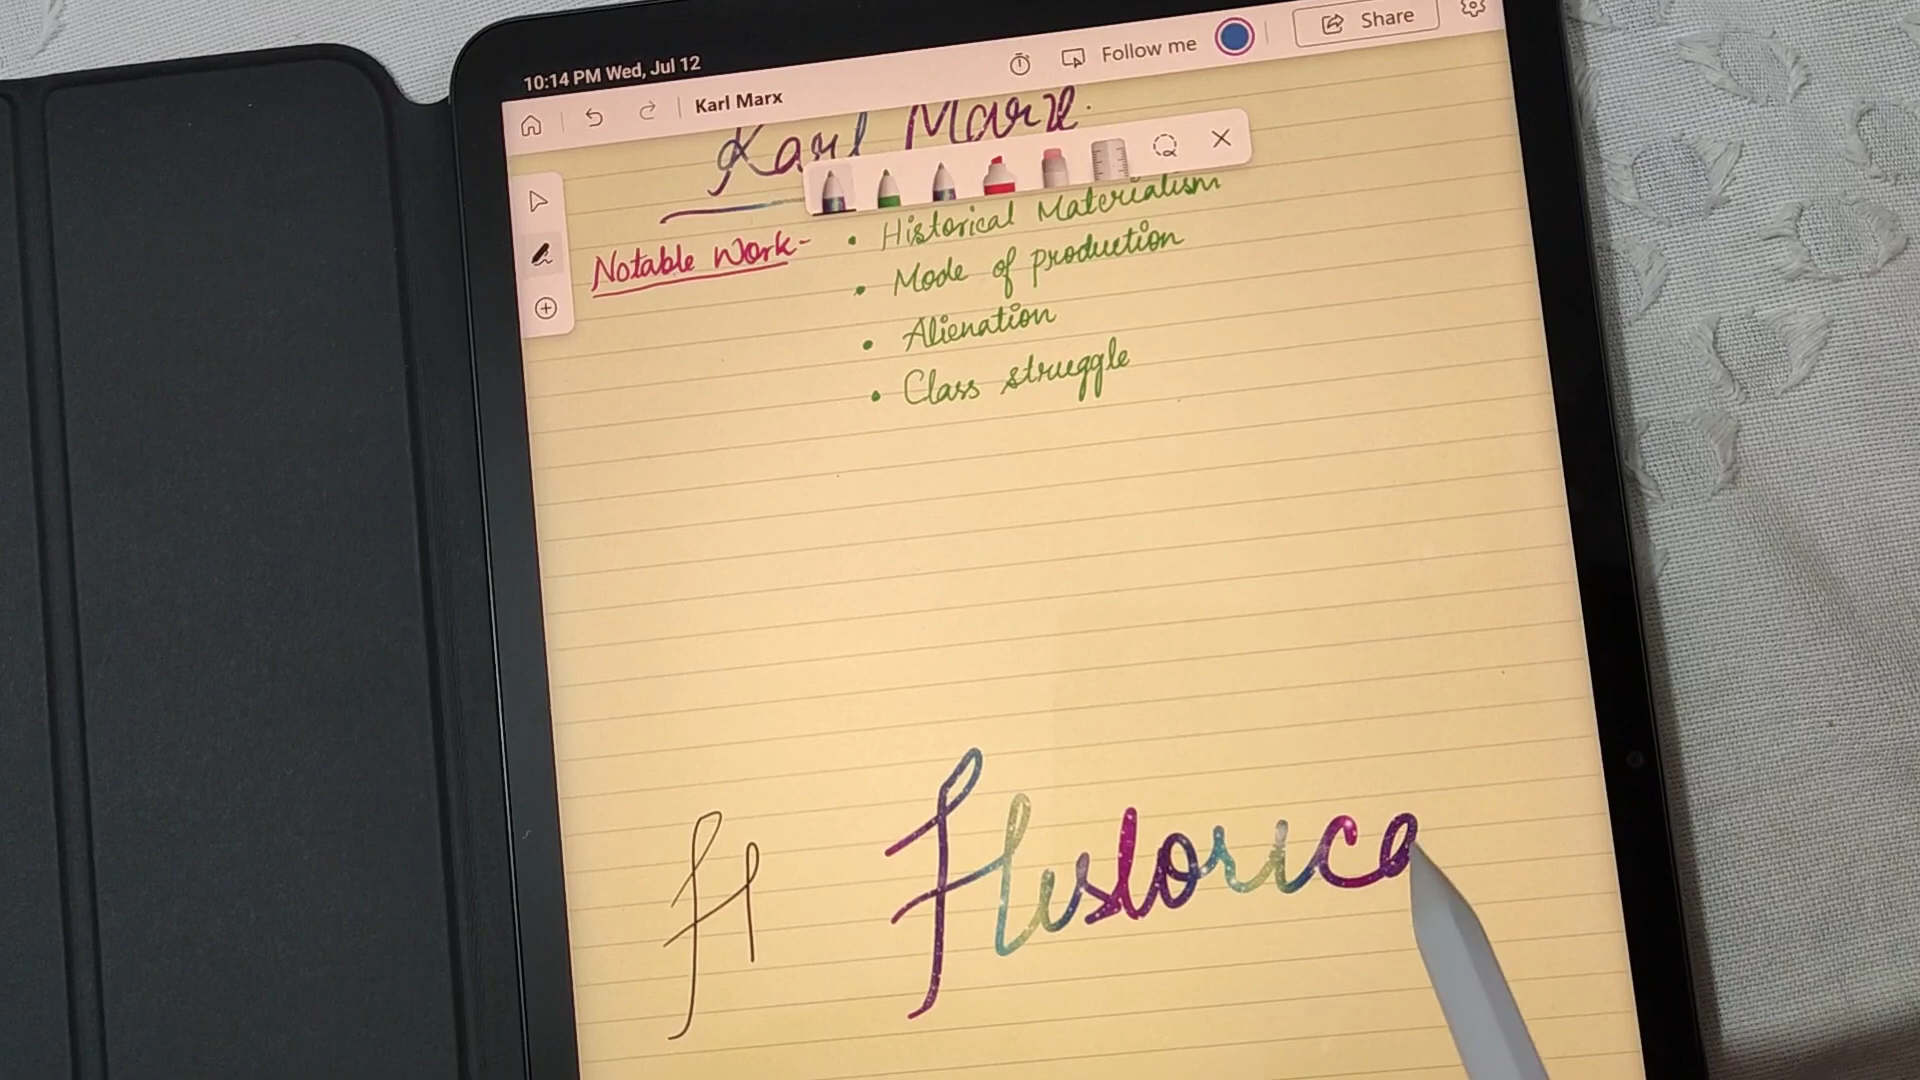 10:14 PM Wed, Jul 12
Karl Marx
Follow me
Share
Karl Marx.
Notable Work-
• Historical Materialism
• Mode of production
• Alienation
• Class struggle
H
Historica